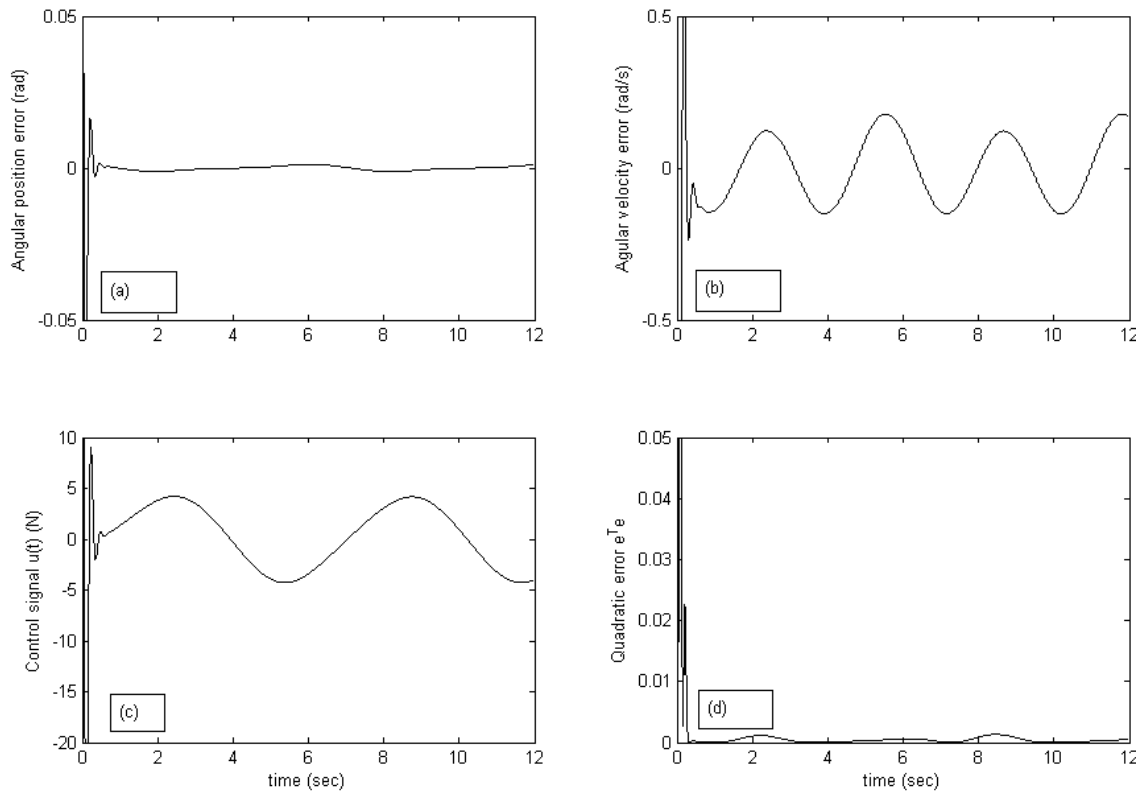 0.05
0
-0.05
Angular position error (rad)
(a)
0 2 4 6 8 10 12
0.5
0
-0.5
Agular velocity error (rad/s)
(b)
0 2 4 6 8 10 12
10
5
0
-5
-10
-15
-20
Control signal u(t) (N)
(c)
0 2 4 6 8 10 12
time (sec)
0.05
0.04
0.03
0.02
0.01
0
Quadratic error eᵀe
(d)
0 2 4 6 8 10 12
time (sec)